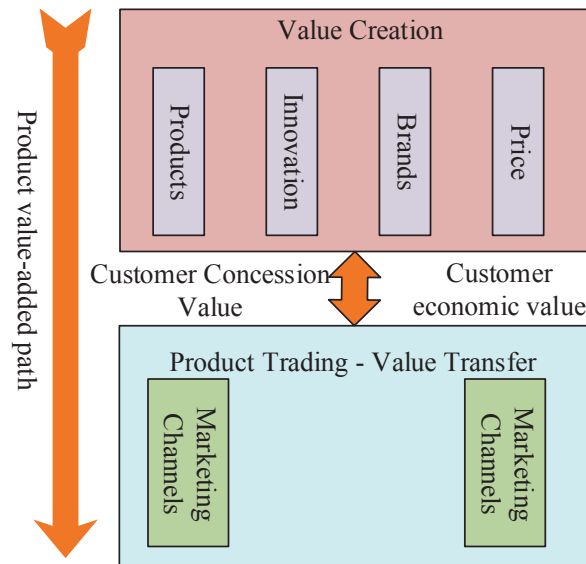 Product value-added path
Value Creation
Products
Innovation
Brands
Price
Customer Concession
Value
Customer
economic value
Product Trading - Value Transfer
Marketing
Channels
Marketing
Channels